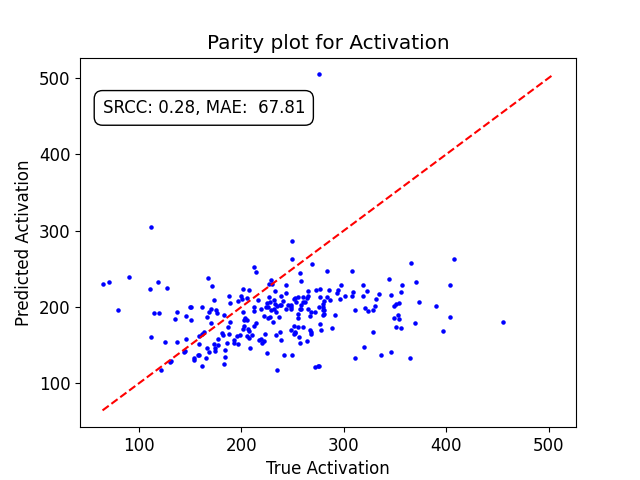 Parity plot for Activation
SRCC: 0.28, MAE:  67.81
Predicted Activation
500
400
300
200
100
100 200 300 400 500
True Activation